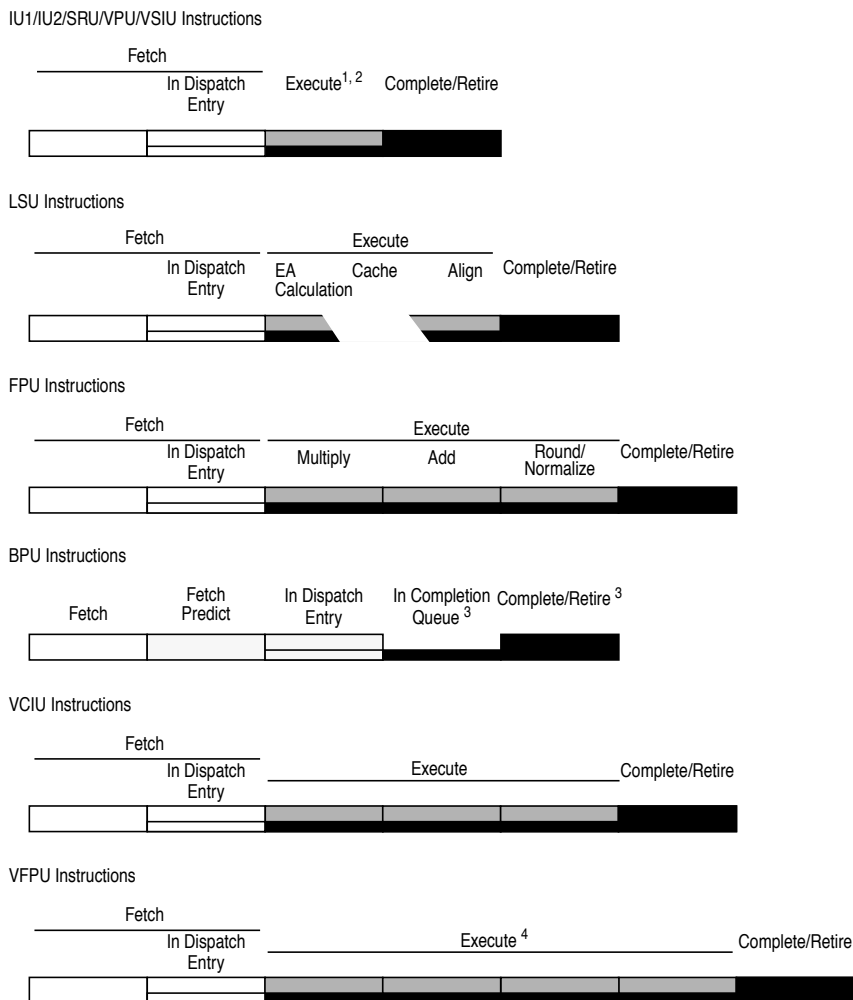 IU1/IU2/SRU/VPU/VSIU Instructions
Fetch
In Dispatch Entry
Execute1, 2
Complete/Retire
LSU Instructions
Fetch
Execute
In Dispatch Entry
EA Calculation
Cache
Align
Complete/Retire
FPU Instructions
Fetch
Execute
In Dispatch Entry
Multiply
Add
Round/ Normalize
Complete/Retire
BPU Instructions
Fetch
Fetch Predict
In Dispatch Entry
In Completion Queue 3
Complete/Retire 3
VCIU Instructions
Fetch
In Dispatch Entry
Execute
Complete/Retire
VFPU Instructions
Fetch
In Dispatch Entry
Execute 4
Complete/Retire